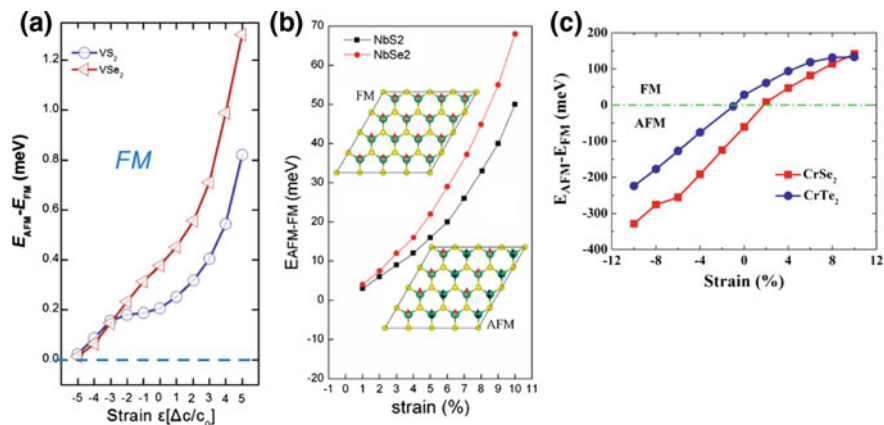 (a)
VS2
VSe2
FM
EAFM-EFM (meV)
1.2
1.0
0.8
0.6
0.4
0.2
0.0
-5 -4 -3 -2 -1 0 1 2 3 4 5
Strain ε[Δc/c0]
(b)
NbS2
NbSe2
FM
AFM
EAFM-FM (meV)
70
60
50
40
30
20
10
0
-10
-20
-1 0 1 2 3 4 5 6 7 8 9 10 11
strain (%)
(c)
FM
AFM
CrSe2
CrTe2
EAFM-EFM (meV)
200
100
0
-100
-200
-300
400
-12 -8 -4 0 4 8 12
Strain (%)